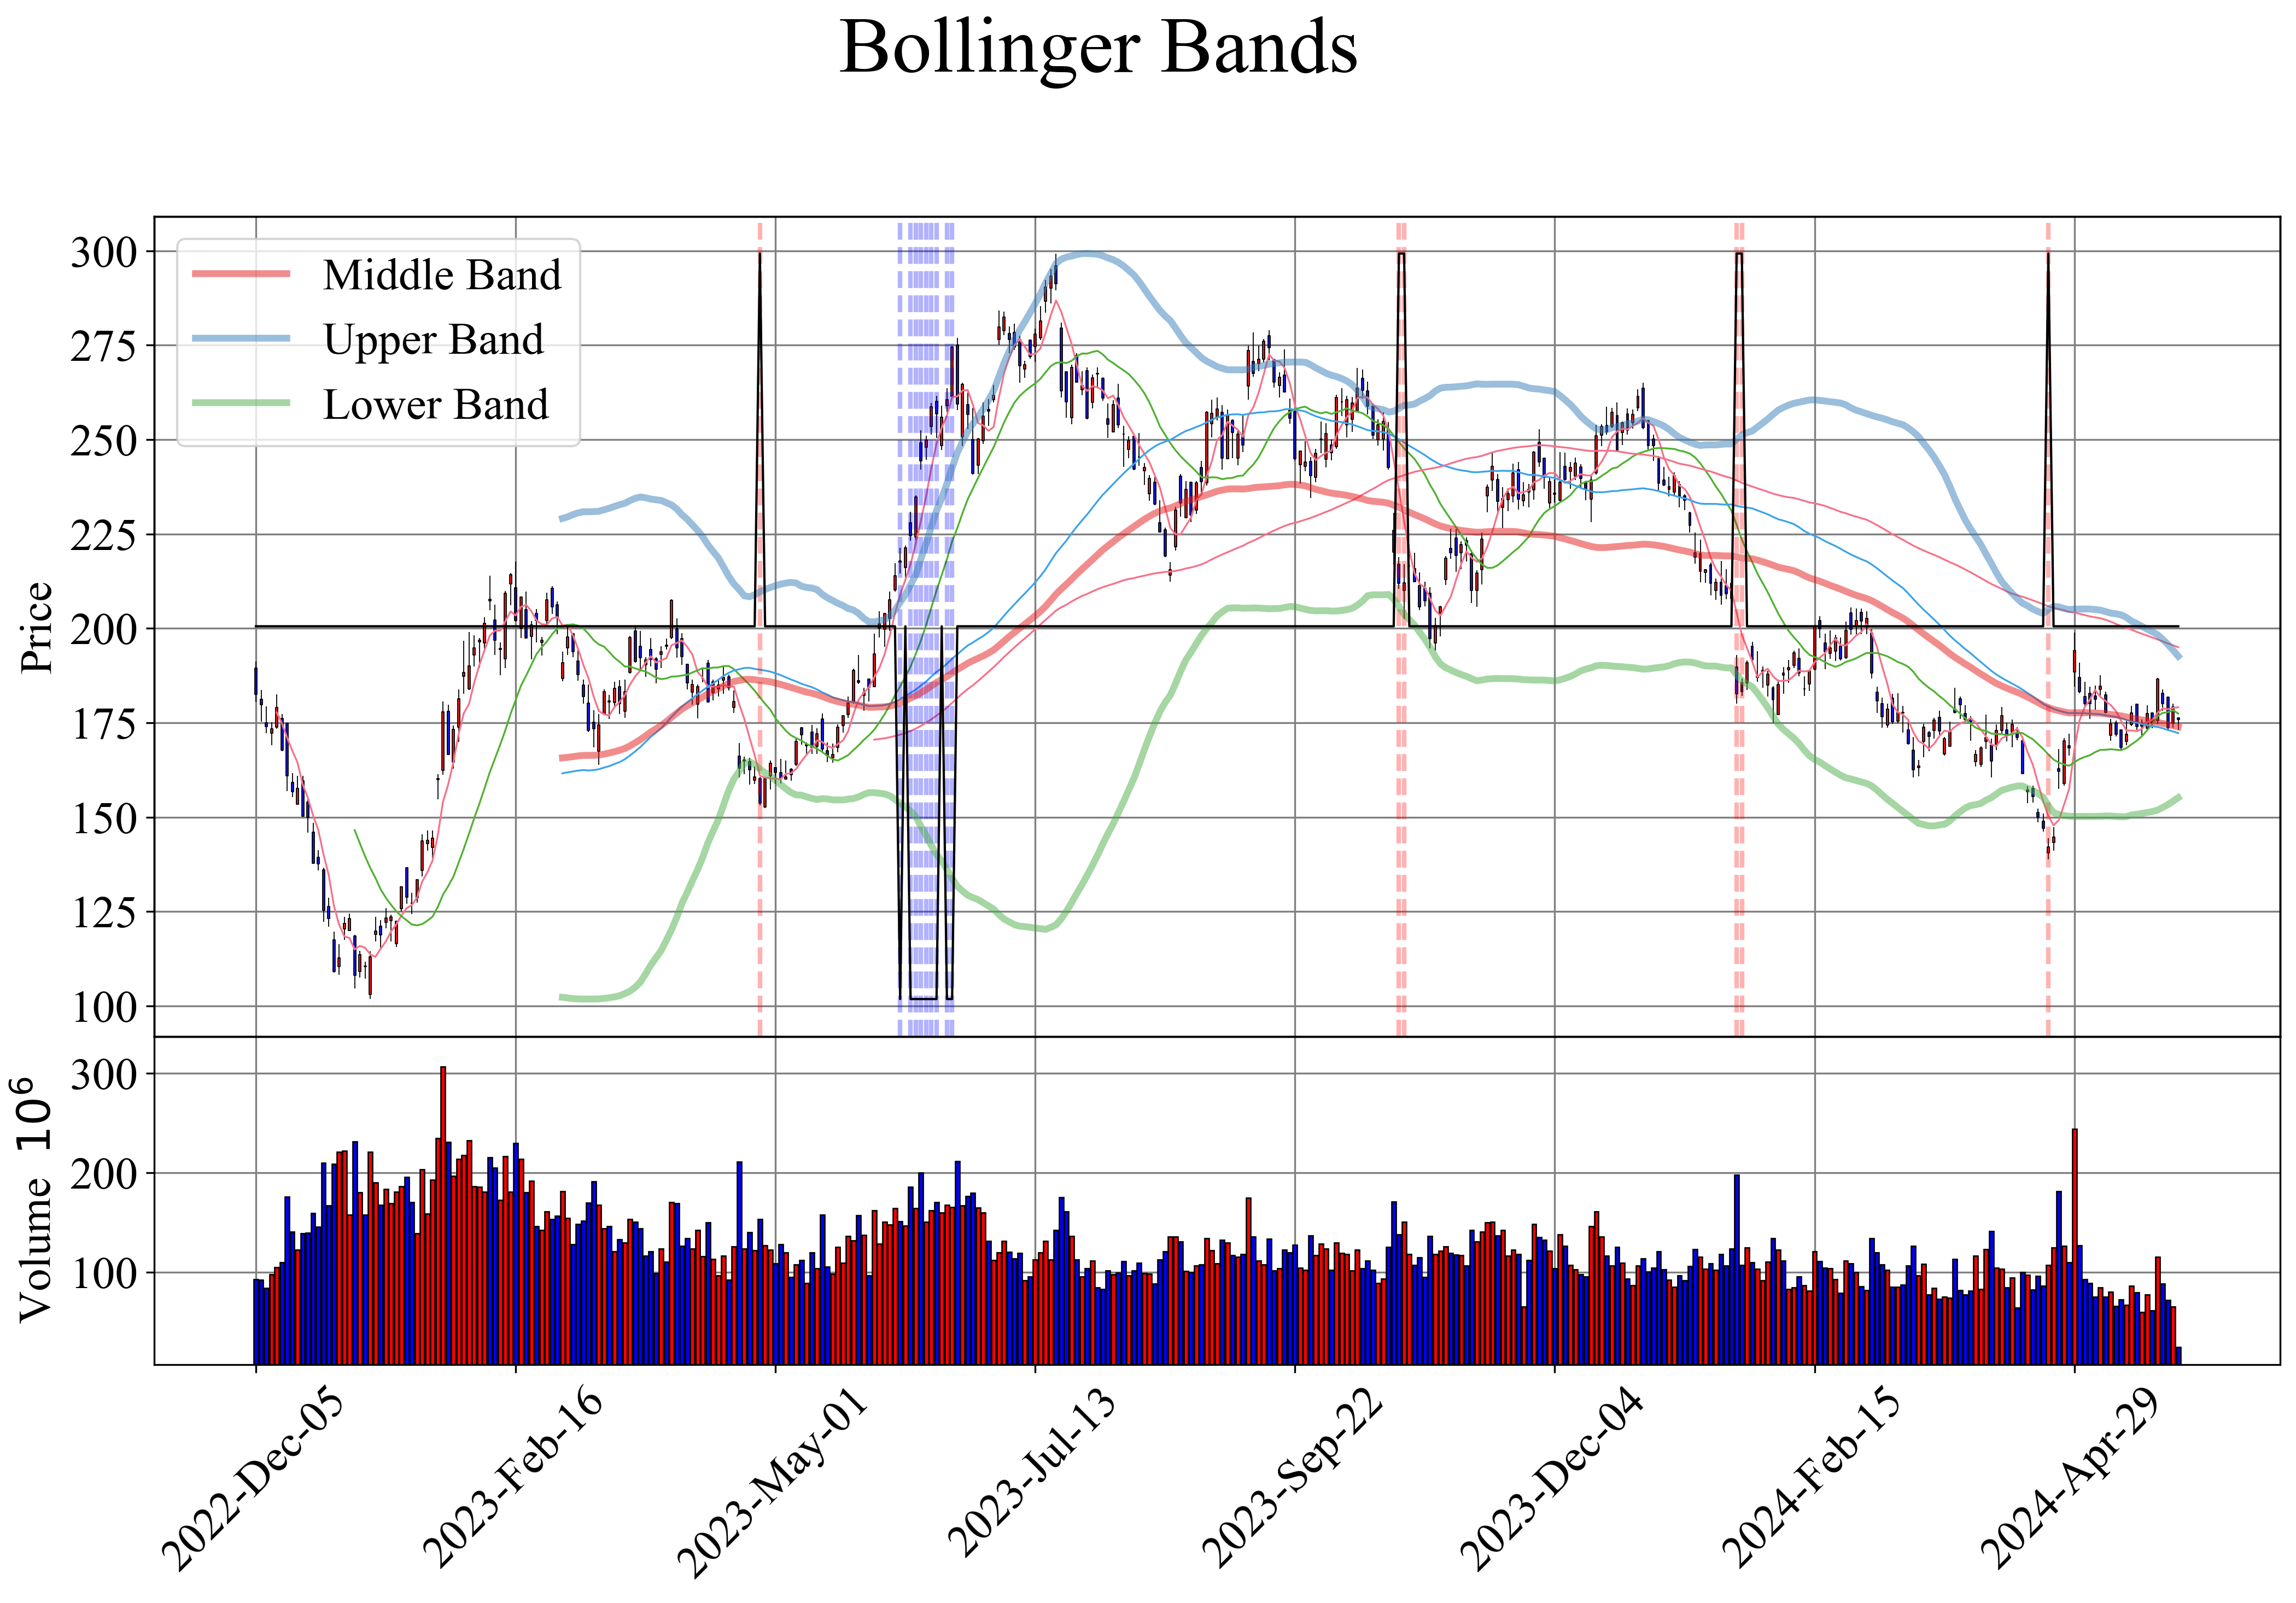 Bollinger Bands
Middle Band
Upper Band
Lower Band
Price
300
275
250
225
200
175
150
125
100
Volume 10⁶
300
200
100
2022-Dec-05
2023-Feb-16
2023-May-01
2023-Jul-13
2023-Sep-22
2023-Dec-04
2024-Feb-15
2024-Apr-29